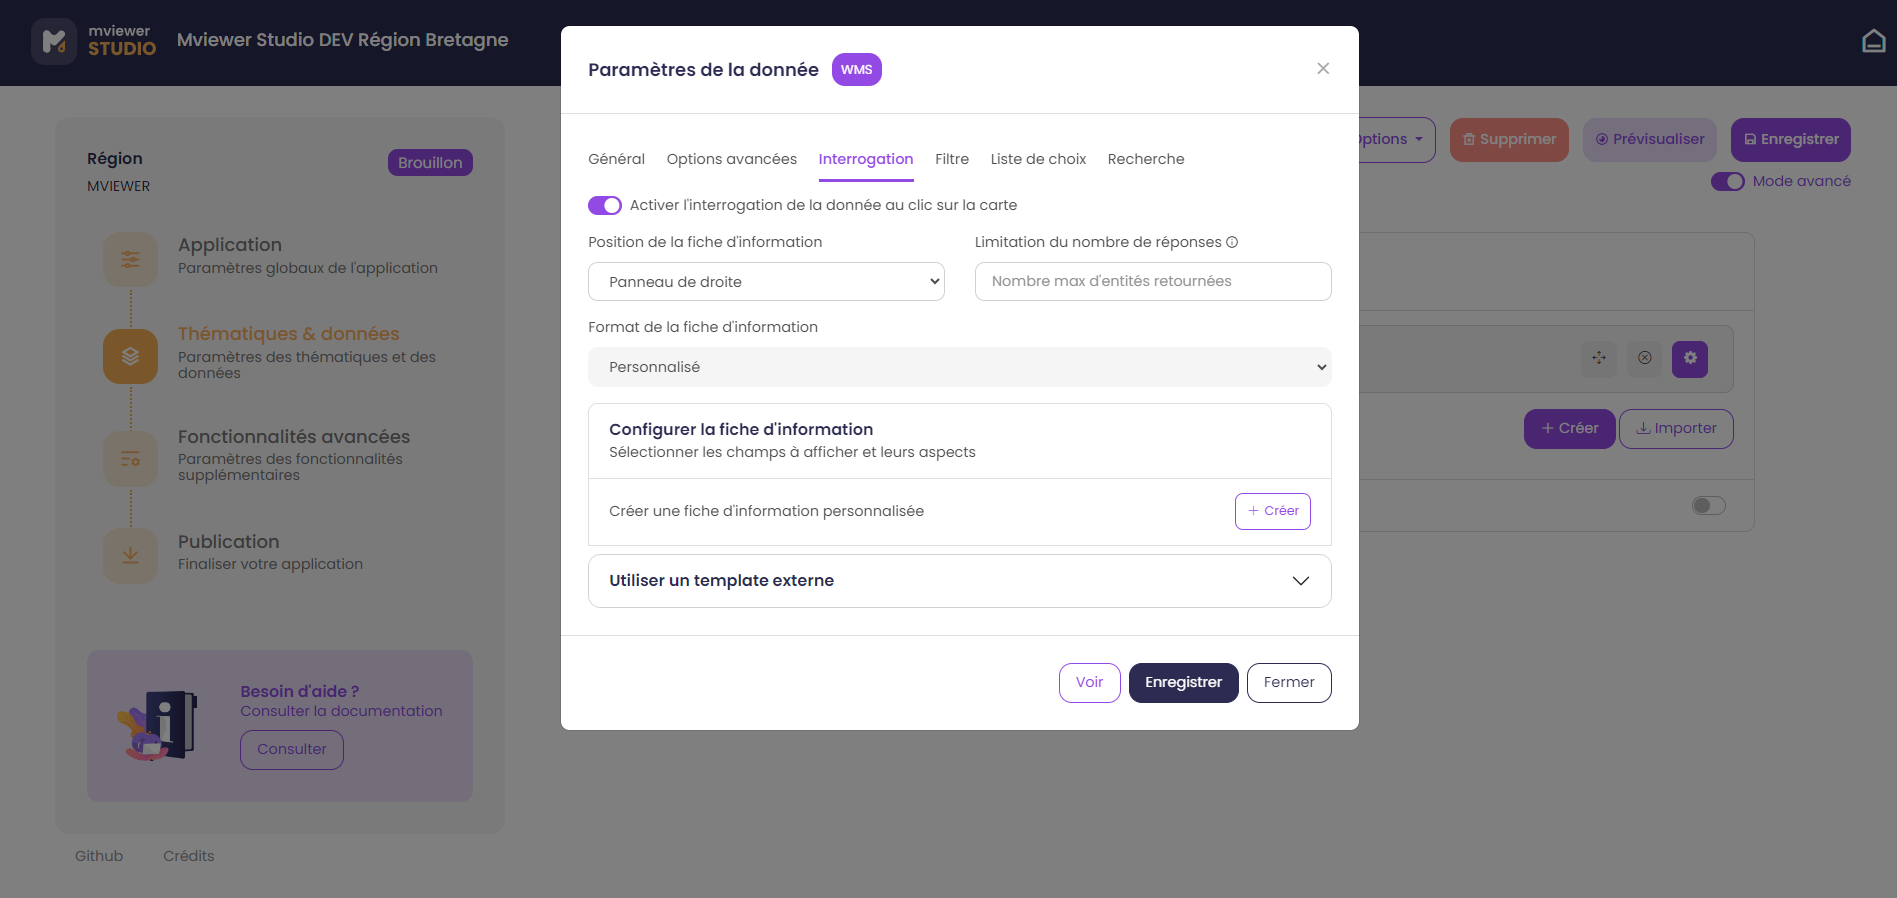 mviewer
STUDIO
Mviewer Studio DEV Région Bretagne
Région
Brouillon
MVIEWER
Application
Paramètres globaux de l'application
Thématiques & données
Paramètres des thématiques et des
données
Fonctionnalités avancées
Paramètres des fonctionnalités
supplémentaires
Publication
Finaliser votre application
Besoin d'aide ?
Consulter la documentation
Consulter
Github
Crédits
Paramètres de la donnée
WMS
Général
Options avancées
Interrogation
Filtre
Liste de choix
Recherche
Activer l'interrogation de la donnée au clic sur la carte
Position de la fiche d'information
Limitation du nombre de réponses
Panneau de droite
Nombre max d'entités retournées
Format de la fiche d'information
Personnalisé
Configurer la fiche d'information
Sélectionner les champs à afficher et leurs aspects
Créer une fiche d'information personnalisée
+ Créer
Utiliser un template externe
Voir
Enregistrer
Fermer
ptions
Supprimer
Prévisualiser
Enregistrer
Mode avancé
+ Créer
Importer